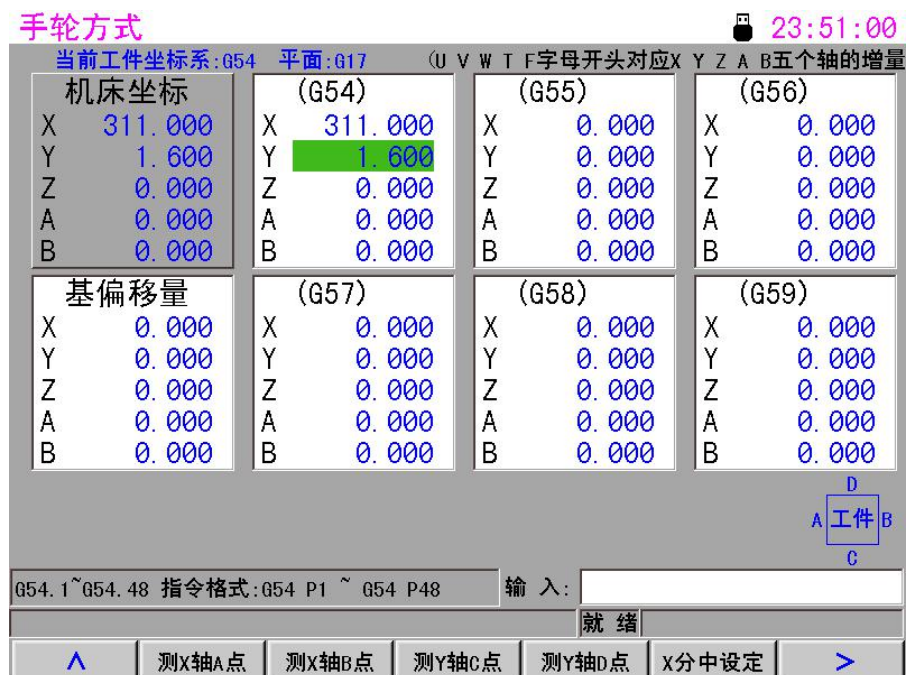 手轮方式 23:51:00
当前工件坐标系:G54 平面:G17 (U V W T F字母开头对应X Y Z A B五个轴的增量
机床坐标 (G54) (G55) (G56)
X 311.000 X 311.000 X 0.000 X 0.000
Y 1.600 Y 1.600 Y 0.000 Y 0.000
Z 0.000 Z 0.000 Z 0.000 Z 0.000
A 0.000 A 0.000 A 0.000 A 0.000
B 0.000 B 0.000 B 0.000 B 0.000
基偏移量 (G57) (G58) (G59)
X 0.000 X 0.000 X 0.000 X 0.000
Y 0.000 Y 0.000 Y 0.000 Y 0.000
Z 0.000 Z 0.000 Z 0.000 Z 0.000
A 0.000 A 0.000 A 0.000 A 0.000
B 0.000 B 0.000 B 0.000 B 0.000
D
A 工件 B
C
G54.1~G54.48 指令格式:G54 P1 ~ G54 P48 输 入:
就 绪
∧ 测X轴A点 测X轴B点 测Y轴C点 测Y轴D点 X分中设定 >